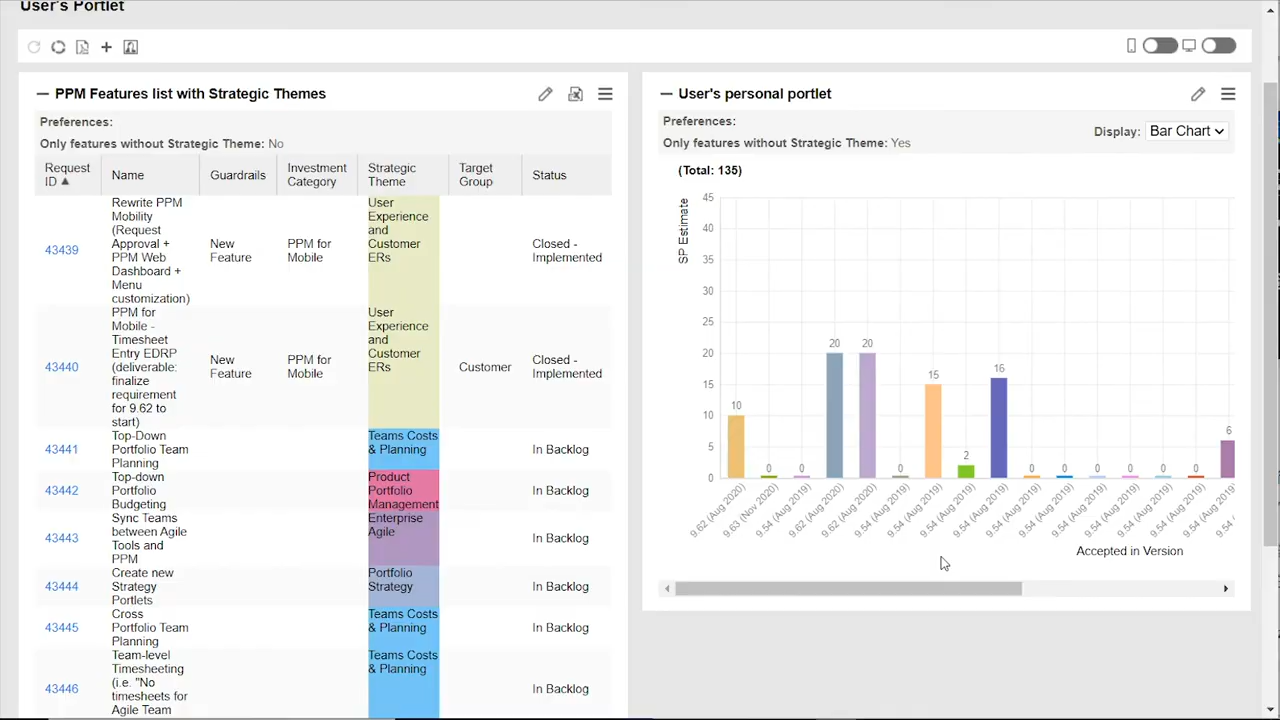 User's Portlet
PPM Features list with Strategic Themes
Preferences:
Only features without Strategic Theme: No
Request
ID ▲
Name
Guardrails
Investment
Category
Strategic
Theme
Target
Group
Status
43439
Rewrite PPM
Mobility
(Request
Approval +
PPM Web
Dashboard +
Menu
customization)
New
Feature
PPM for
Mobile
User
Experience
and
Customer
ERs
Closed -
Implemented
43440
PPM for
Mobile -
Timesheet
Entry EDRP
(deliverable:
finalize
requirement
for 9.62 to
start)
New
Feature
PPM for
Mobile
User
Experience
and
Customer
ERs
Customer
Closed -
Implemented
43441
Top-Down
Portfolio Team
Planning
Teams Costs
& Planning
In Backlog
43442
Top-down
Portfolio
Budgeting
Product
Portfolio
Management
In Backlog
43443
Sync Teams
between Agile
Tools and
PPM
Enterprise
Agile
In Backlog
43444
Create new
Strategy
Portlets
Portfolio
Strategy
In Backlog
43445
Cross
Portfolio Team
Planning
Teams Costs
& Planning
In Backlog
43446
Team-level
Timesheeting
(i.e. "No
timesheets for
Agile Team
Teams Costs
& Planning
In Backlog
User's personal portlet
Preferences:
Only features without Strategic Theme: Yes
Display: Bar Chart
(Total: 135)
SP Estimate
45
40
35
30
25
20
15
10
5
0
10
0
0
20
20
0
15
2
16
0
0
0
0
0
0
6
9.62 (Aug 2020)
9.63 (Nov 2020)
9.54 (Aug 2019)
9.62 (Aug 2020)
9.62 (Aug 2020)
9.54 (Aug 2019)
9.54 (Aug 2019)
9.54 (Aug 2019)
9.54 (Aug 2019)
9.54 (Aug 2019)
9.54 (Aug 2019)
9.54 (Aug 2019)
9.54 (Aug 2019)
9.54 (Aug 2019)
9.54 (Aug 2019)
9.54 (Aug 2019)
Accepted in Version